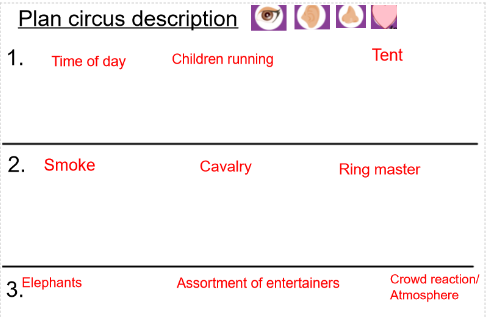 Plan circus description
1. Time of day Children running Tent
2. Smoke Cavalry Ring master
3. Elephants Assortment of entertainers Crowd reaction/
Atmosphere